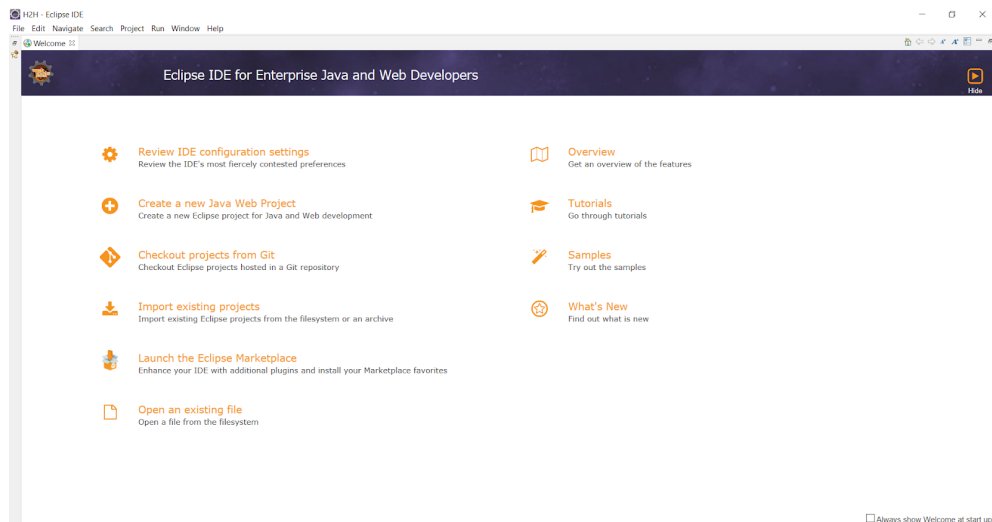 H2H - Eclipse IDE
File Edit Navigate Search Project Run Window Help
Welcome
Eclipse IDE for Enterprise Java and Web Developers
Hide
Review IDE configuration settings
Review the IDE's most fiercely contested preferences
Create a new Java Web Project
Create a new Eclipse project for Java and Web development
Checkout projects from Git
Checkout Eclipse projects hosted in a Git repository
Import existing projects
Import existing Eclipse projects from the filesystem or an archive
Launch the Eclipse Marketplace
Enhance your IDE with additional plugins and install your Marketplace favorites
Open an existing file
Open a file from the filesystem
Overview
Get an overview of the features
Tutorials
Go through tutorials
Samples
Try out the samples
What's New
Find out what is new
Always show Welcome at start up